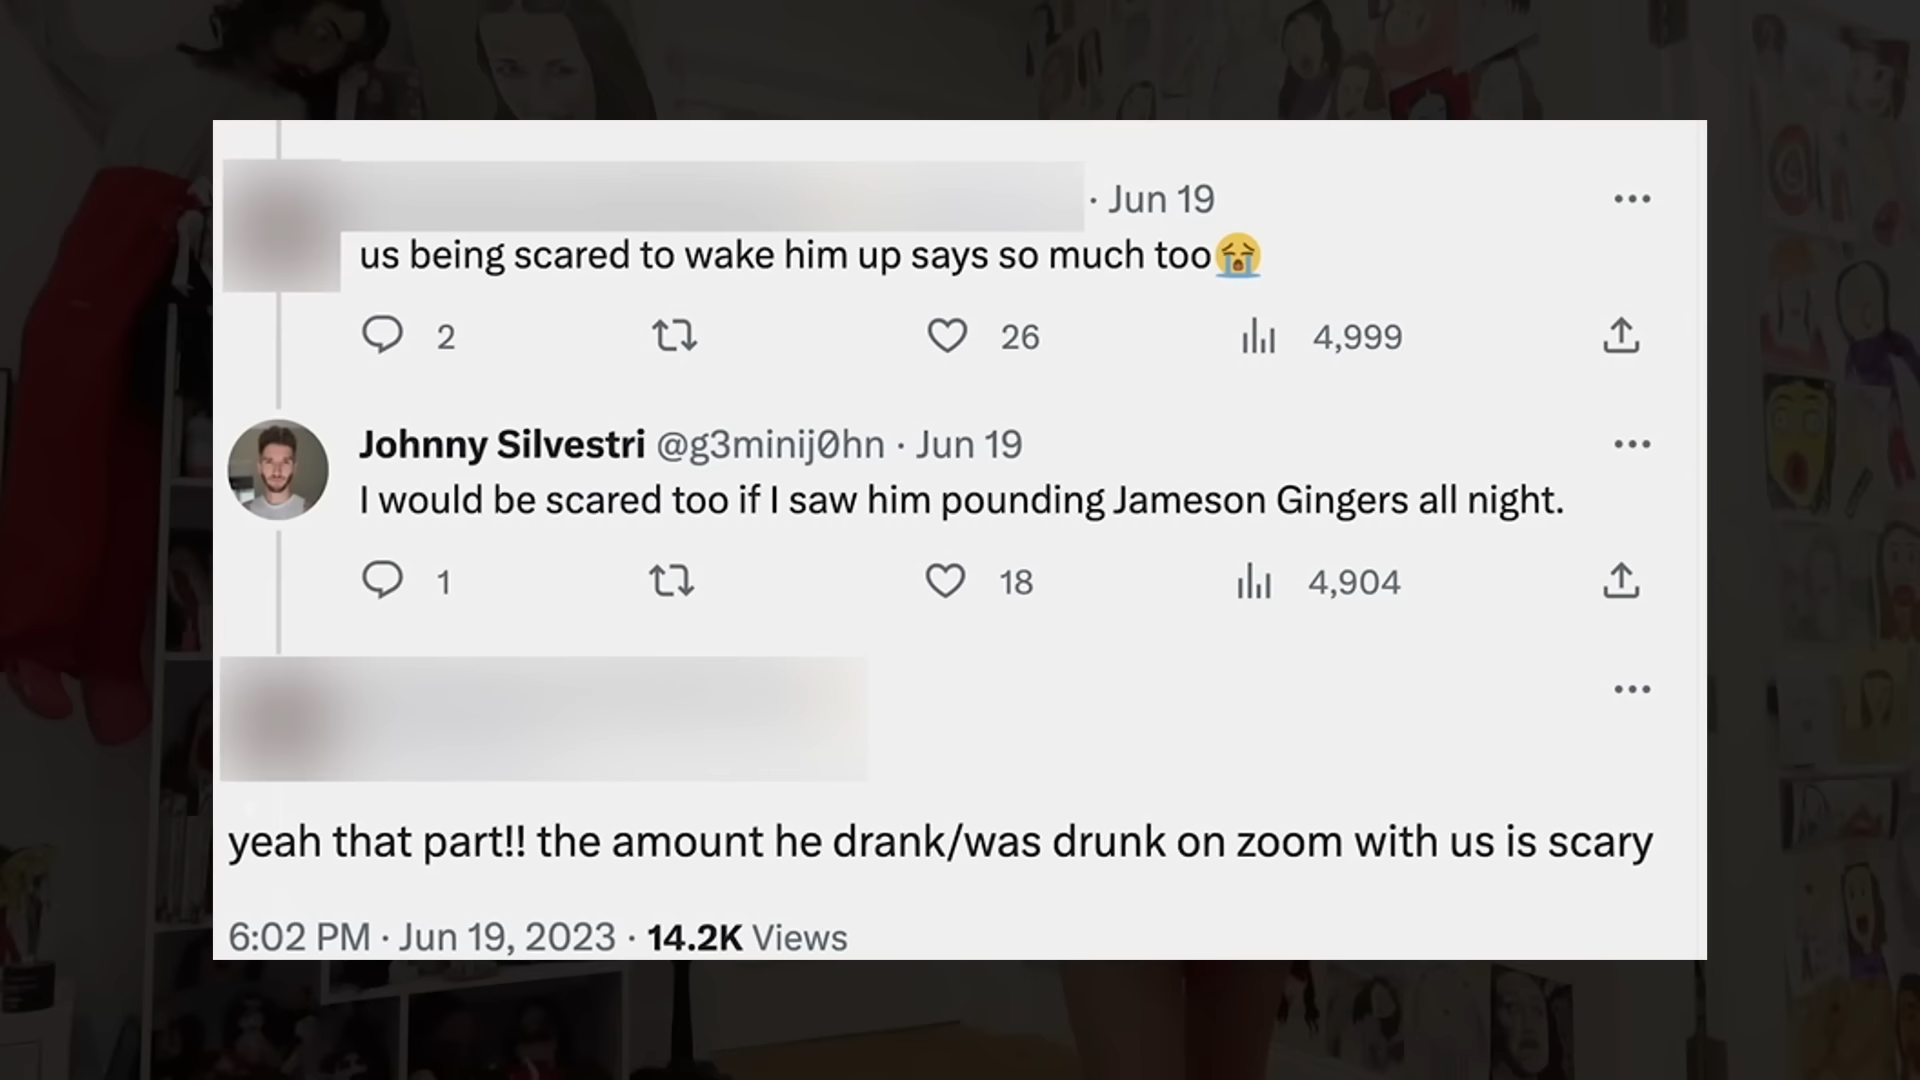 · Jun 19
us being scared to wake him up says so much too😭
2 26 4,999
Johnny Silvestri @g3minij0hn · Jun 19
I would be scared too if I saw him pounding Jameson Gingers all night.
1 18 4,904
yeah that part!! the amount he drank/was drunk on zoom with us is scary
6:02 PM · Jun 19, 2023 · 14.2K Views